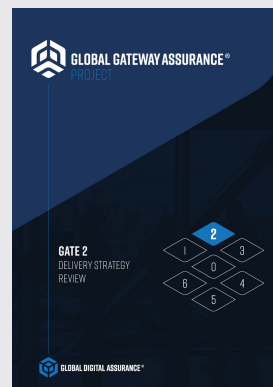 GLOBAL GATEWAY ASSURANCE®
PROJECT
GATE 2
DELIVERY STRATEGY
REVIEW
2
1 3
0
6 4
5
GLOBAL DIGITAL ASSURANCE®